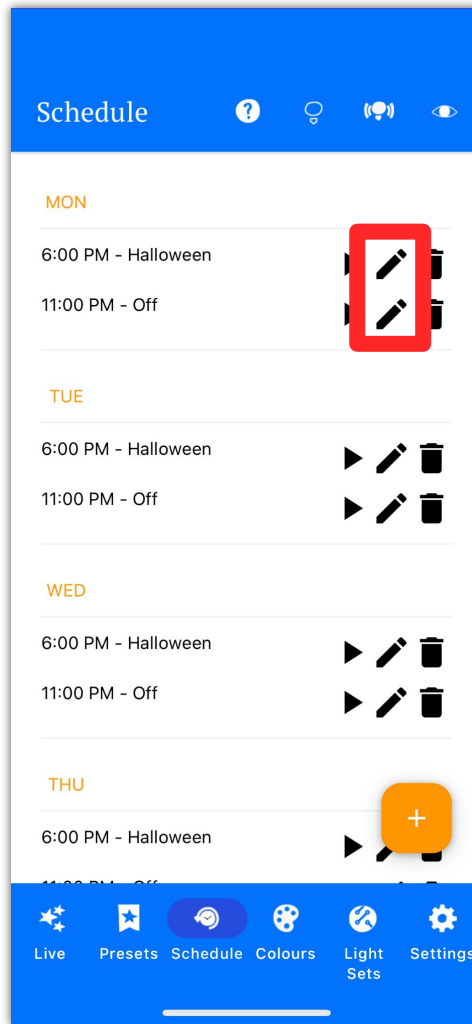 Schedule
MON
6:00 PM - Halloween
11:00 PM - Off
TUE
6:00 PM - Halloween
11:00 PM - Off
WED
6:00 PM - Halloween
11:00 PM - Off
THU
6:00 PM - Halloween
Live Presets Schedule Colours Light Sets Settings